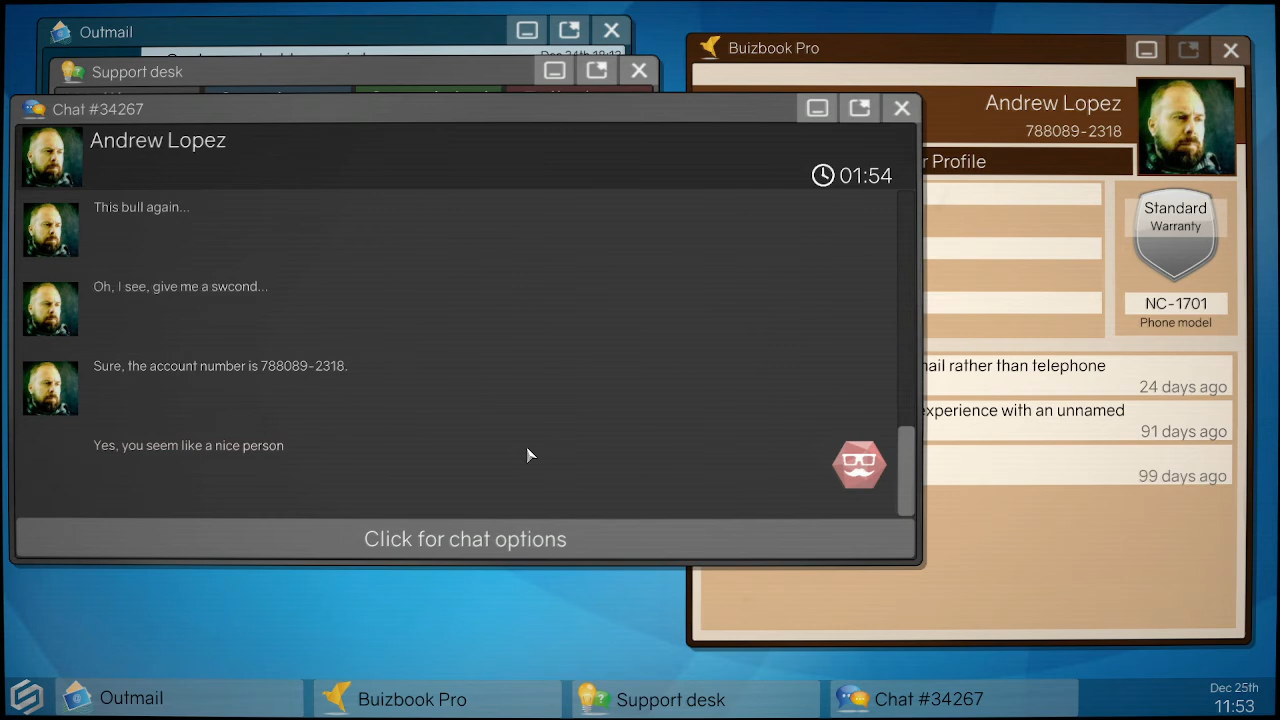 Outmail
Support desk
Chat #34267
Andrew Lopez
01:54
This bull again...
Oh, I see, give me a swcond...
Sure, the account number is 788089-2318.
Yes, you seem like a nice person
Click for chat options
Buizbook Pro
Andrew Lopez
788089-2318
Profile
Standard
Warranty
NC-1701
Phone model
rather than telephone
24 days ago
experience with an unnamed
91 days ago
99 days ago
Outmail
Buizbook Pro
Support desk
Chat #34267
Dec 25th
11:53